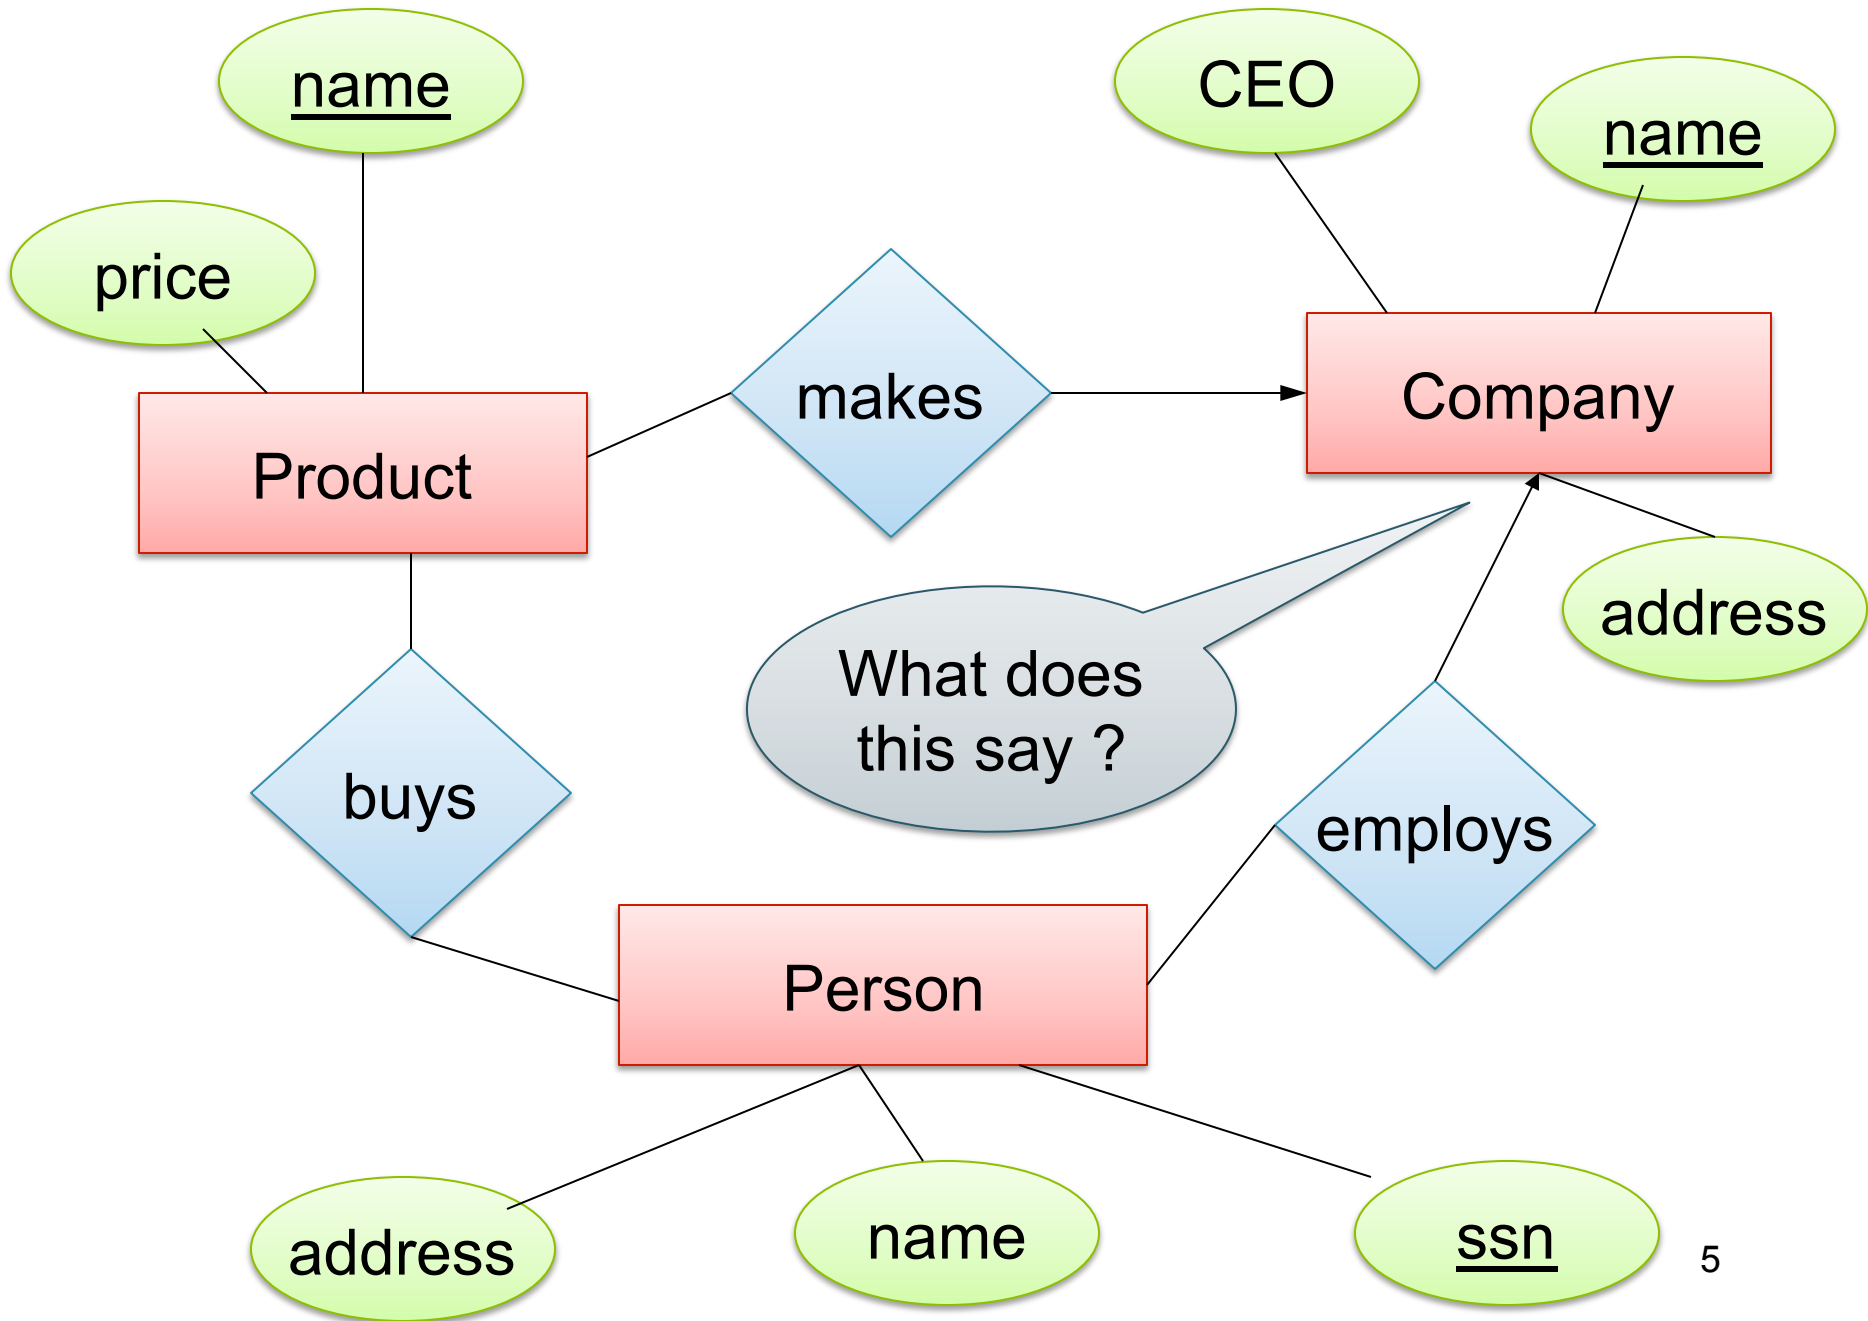 name
CEO
name
price
makes
Company
Product
address
What does
this say ?
buys
employs
Person
address
name
ssn
5